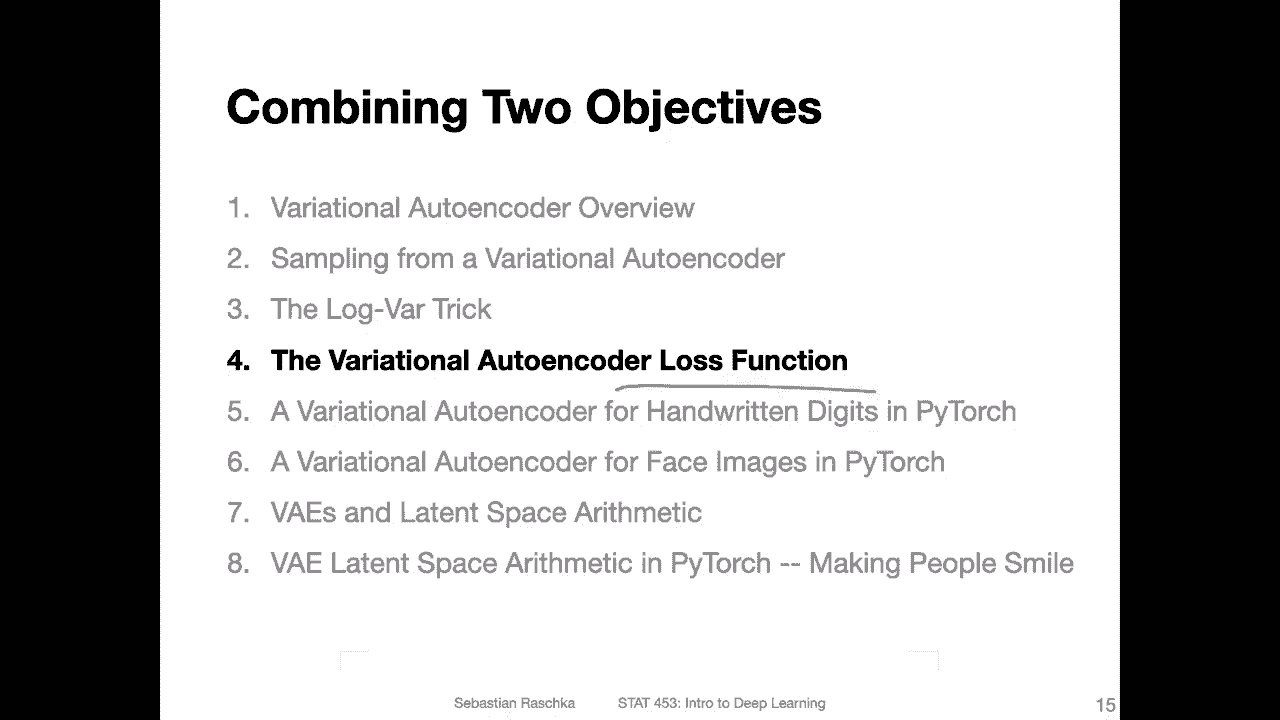 Combining Two Objectives
1. Variational Autoencoder Overview
2. Sampling from a Variational Autoencoder
3. The Log-Var Trick
4. The Variational Autoencoder Loss Function
5. A Variational Autoencoder for Handwritten Digits in PyTorch
6. A Variational Autoencoder for Face Images in PyTorch
7. VAEs and Latent Space Arithmetic
8. VAE Latent Space Arithmetic in PyTorch -- Making People Smile
Sebastian Raschka STAT 453: Intro to Deep Learning 15